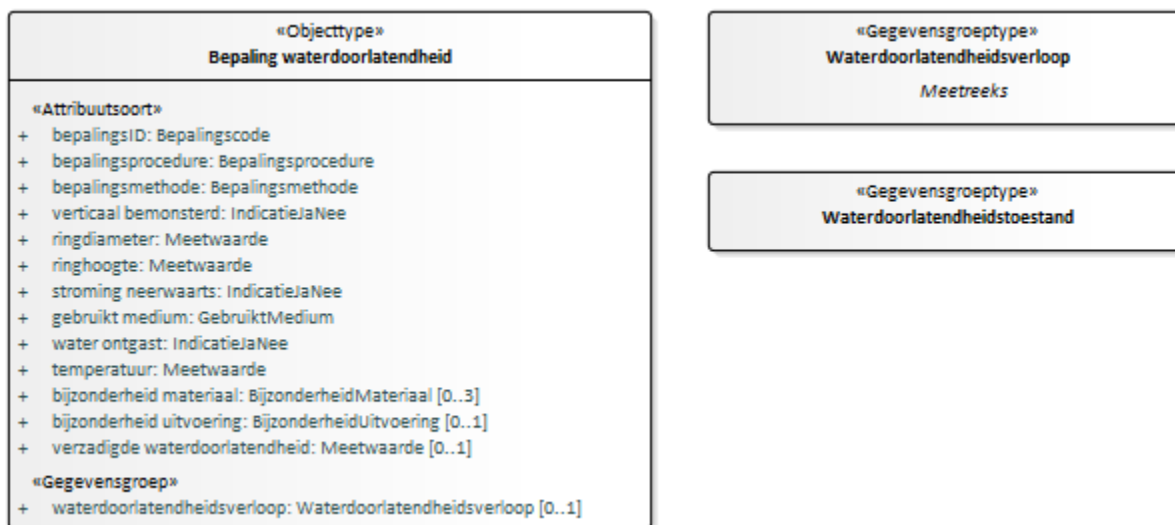 «Objecttype»
Bepaling waterdoorlatendheid
«Attribuutsoort»
+ bepalingsID: Bepalingscode
+ bepalingsprocedure: Bepalingsprocedure
+ bepalingsmethode: Bepalingsmethode
+ verticaal bemonsterd: IndicatieJaNee
+ ringdiameter: Meetwaarde
+ ringhoogte: Meetwaarde
+ stroming neerwaarts: IndicatieJaNee
+ gebruikt medium: GebruiktMedium
+ water ontgast: IndicatieJaNee
+ temperatuur: Meetwaarde
+ bijzonderheid materiaal: BijzonderheidMateriaal [0..3]
+ bijzonderheid uitvoering: BijzonderheidUitvoering [0..1]
+ verzadigde waterdoorlatendheid: Meetwaarde [0..1]
«Gegevensgroep»
+ waterdoorlatendheidsverloop: Waterdoorlatendheidsverloop [0..1]
«Gegevensgroeptype»
Waterdoorlatendheidsverloop
Meetreeks
«Gegevensgroeptype»
Waterdoorlatendheidstoestand